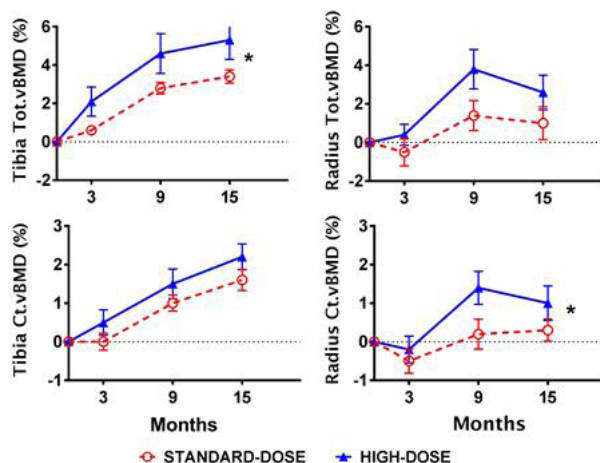 Tibia Tot.vBMD (%)
6
4
2
0
-2
3 9 15
*
Radius Tot.vBMD (%)
6
4
2
0
-2
3 9 15
Tibia Ct.vBMD (%)
3
2
1
0
-1
3 9 15
Months
Radius Ct.vBMD (%)
3
2
1
0
-1
3 9 15
*
Months
STANDARD-DOSE HIGH-DOSE